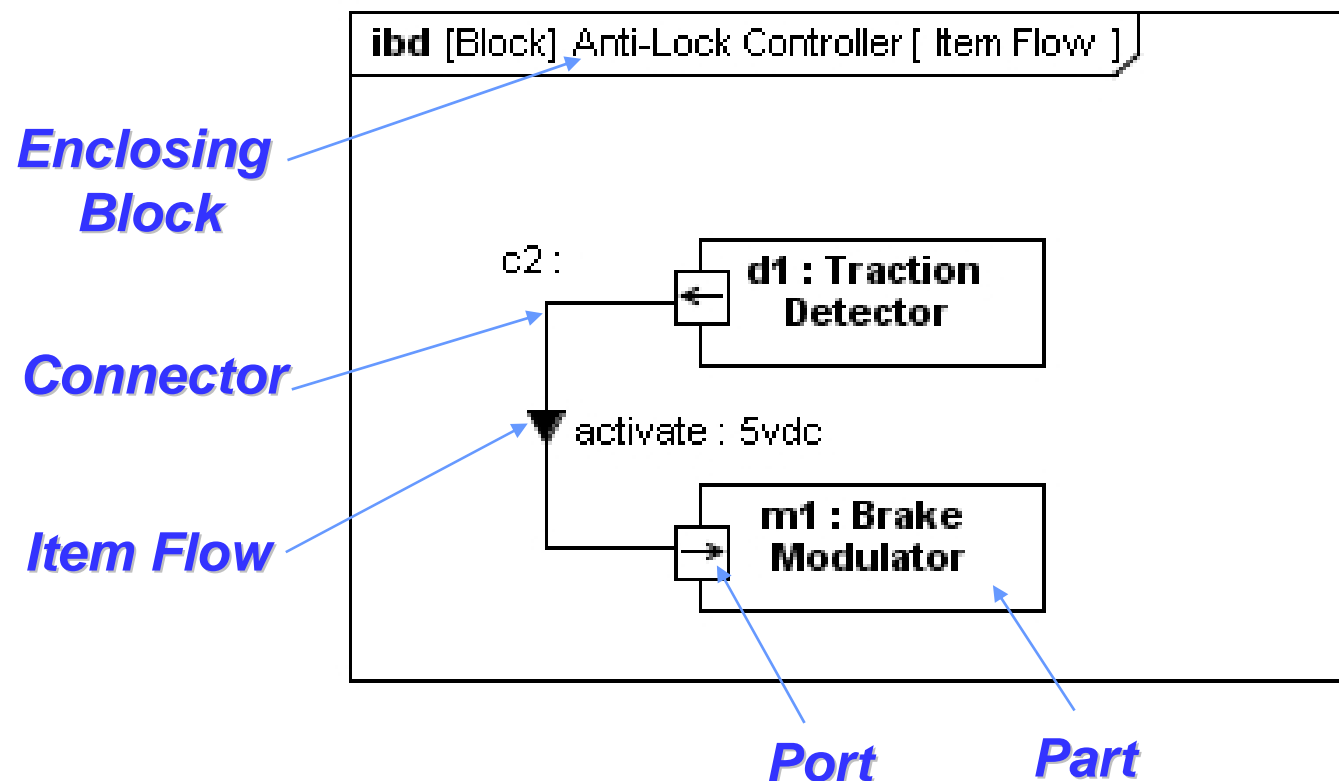 ibd [Block] Anti-Lock Controller [ Item Flow ]
Enclosing
Block
c2 :
d1 : Traction
Detector
Connector
activate : 5vdc
m1 : Brake
Modulator
Item Flow
Port
Part